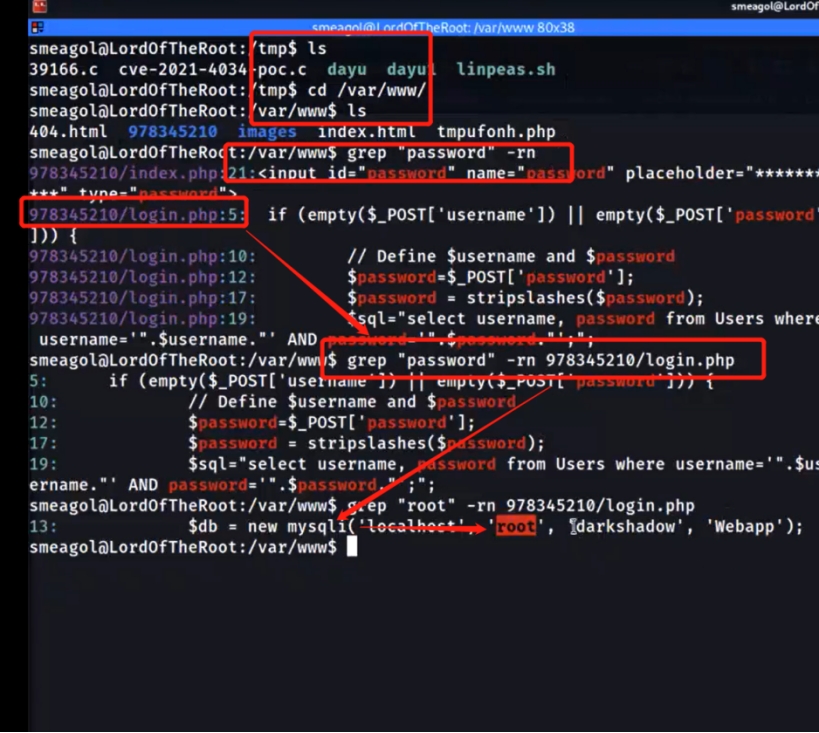 smeagol@LordOf
smeagol@LordOfTheRoot: /var/www 80x38
smeagol@LordOfTheRoot:/tmp$ ls
39166.c  cve-2021-4034-poc.c  dayu  dayu1  linpeas.sh
smeagol@LordOfTheRoot:/tmp$ cd /var/www/
smeagol@LordOfTheRoot:/var/www$ ls
404.html  978345210  images  index.html  tmpufonh.php
smeagol@LordOfTheRoot:/var/www$ grep "password" -rn
978345210/index.php:21:<input id="password" name="password" placeholder="*******
***" type="password">
978345210/login.php:5:  if (empty($_POST['username']) || empty($_POST['password'
])) {
978345210/login.php:10:         // Define $username and $password
978345210/login.php:12:         $password=$_POST['password'];
978345210/login.php:17:         $password = stripslashes($password);
978345210/login.php:19:         $sql="select username, password from Users where
username='".$username."' AND password='".$password."';";
smeagol@LordOfTheRoot:/var/www$ grep "password" -rn 978345210/login.php
5:      if (empty($_POST['username']) || empty($_POST['password'])) {
10:             // Define $username and $password
12:             $password=$_POST['password'];
17:             $password = stripslashes($password);
19:             $sql="select username, password from Users where username='".$us
ername."' AND password='".$password."';";
smeagol@LordOfTheRoot:/var/www$ grep "root" -rn 978345210/login.php
13:             $db = new mysqli('localhost', 'root', 'darkshadow', 'Webapp');
smeagol@LordOfTheRoot:/var/www$